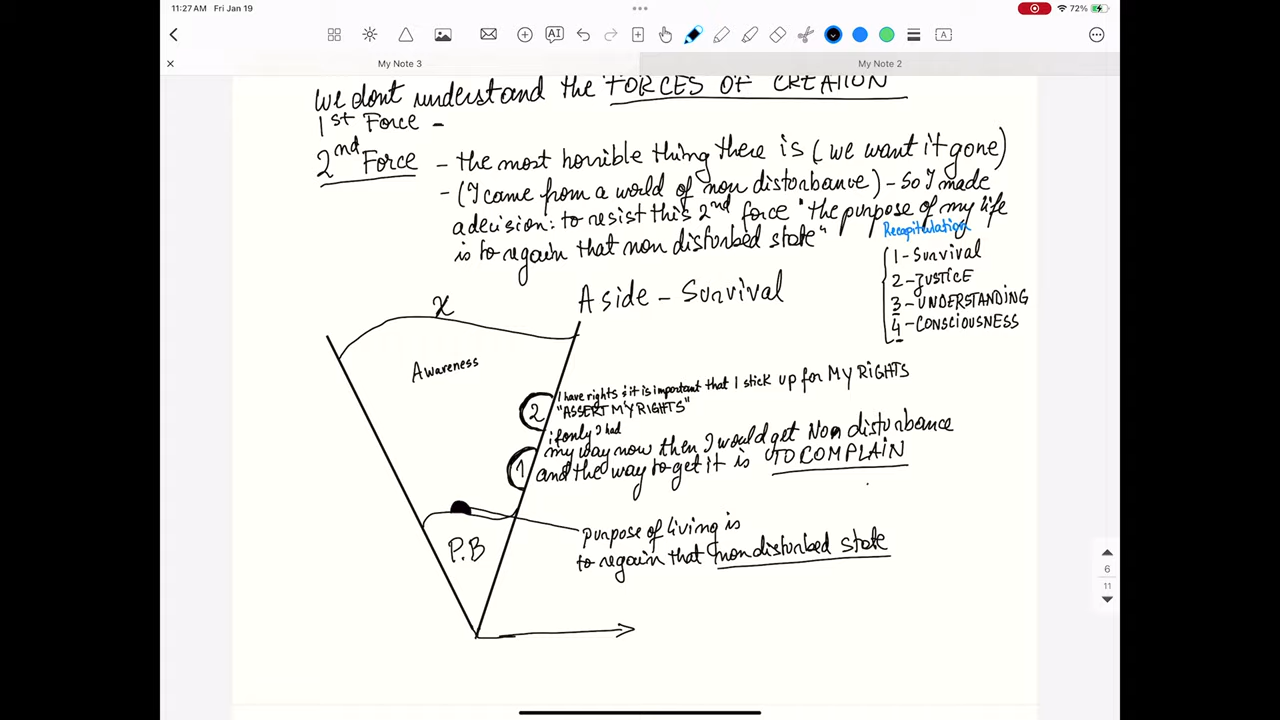 11:27AM Fri Jan 19
72%
AI
A
My Note 3
My Note 2
We dont understand the FORCES OF CREATION
1st Force -
2nd Force - the most horrible thing there is (we want it gone)
- (I came from a world of non disturbance) - So I made
a decision: to resist this 2nd force "the purpose of my life
is to regain that non disturbed state"
Recapitulation
1 - Survival
2 - JUSTICE
3 - UNDERSTANDING
4 - CONSCIOUSNESS
A side - Survival
X
Awareness
2
I have rights & it is important that I stick up for MY RIGHTS
"ASSERT MY RIGHTS"
if only I had
my way now then I would get Non disturbance
1
and the way to get it is TO COMPLAIN
purpose of living is
to regain that nondisturbed state
P.B
6
11